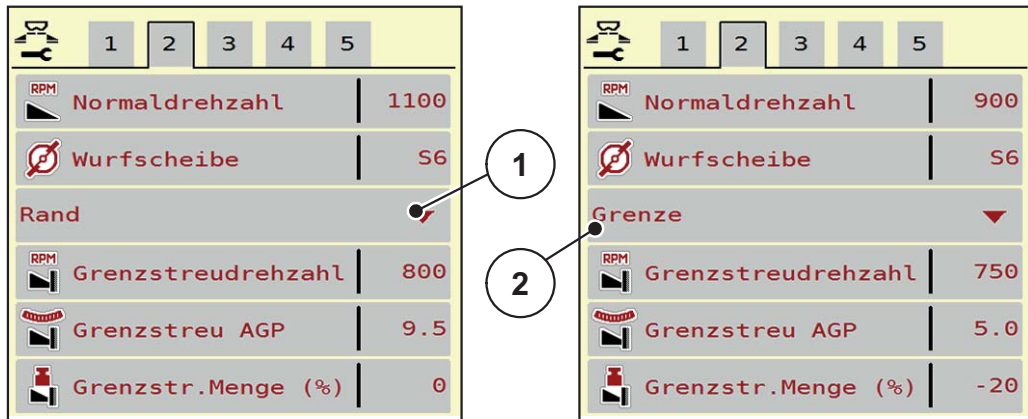 1 2 3 4 5
RPM Normaldrehzahl 1100
Wurfscheibe S6
Rand
RPM Grenzstreudrehzahl 800
Grenzstreu AGP 9.5
Grenzstr.Menge (%) 0
1
2
1 2 3 4 5
RPM Normaldrehzahl 900
Wurfscheibe S6
Grenze
RPM Grenzstreudrehzahl 750
Grenzstreu AGP 5.0
Grenzstr.Menge (%) -20